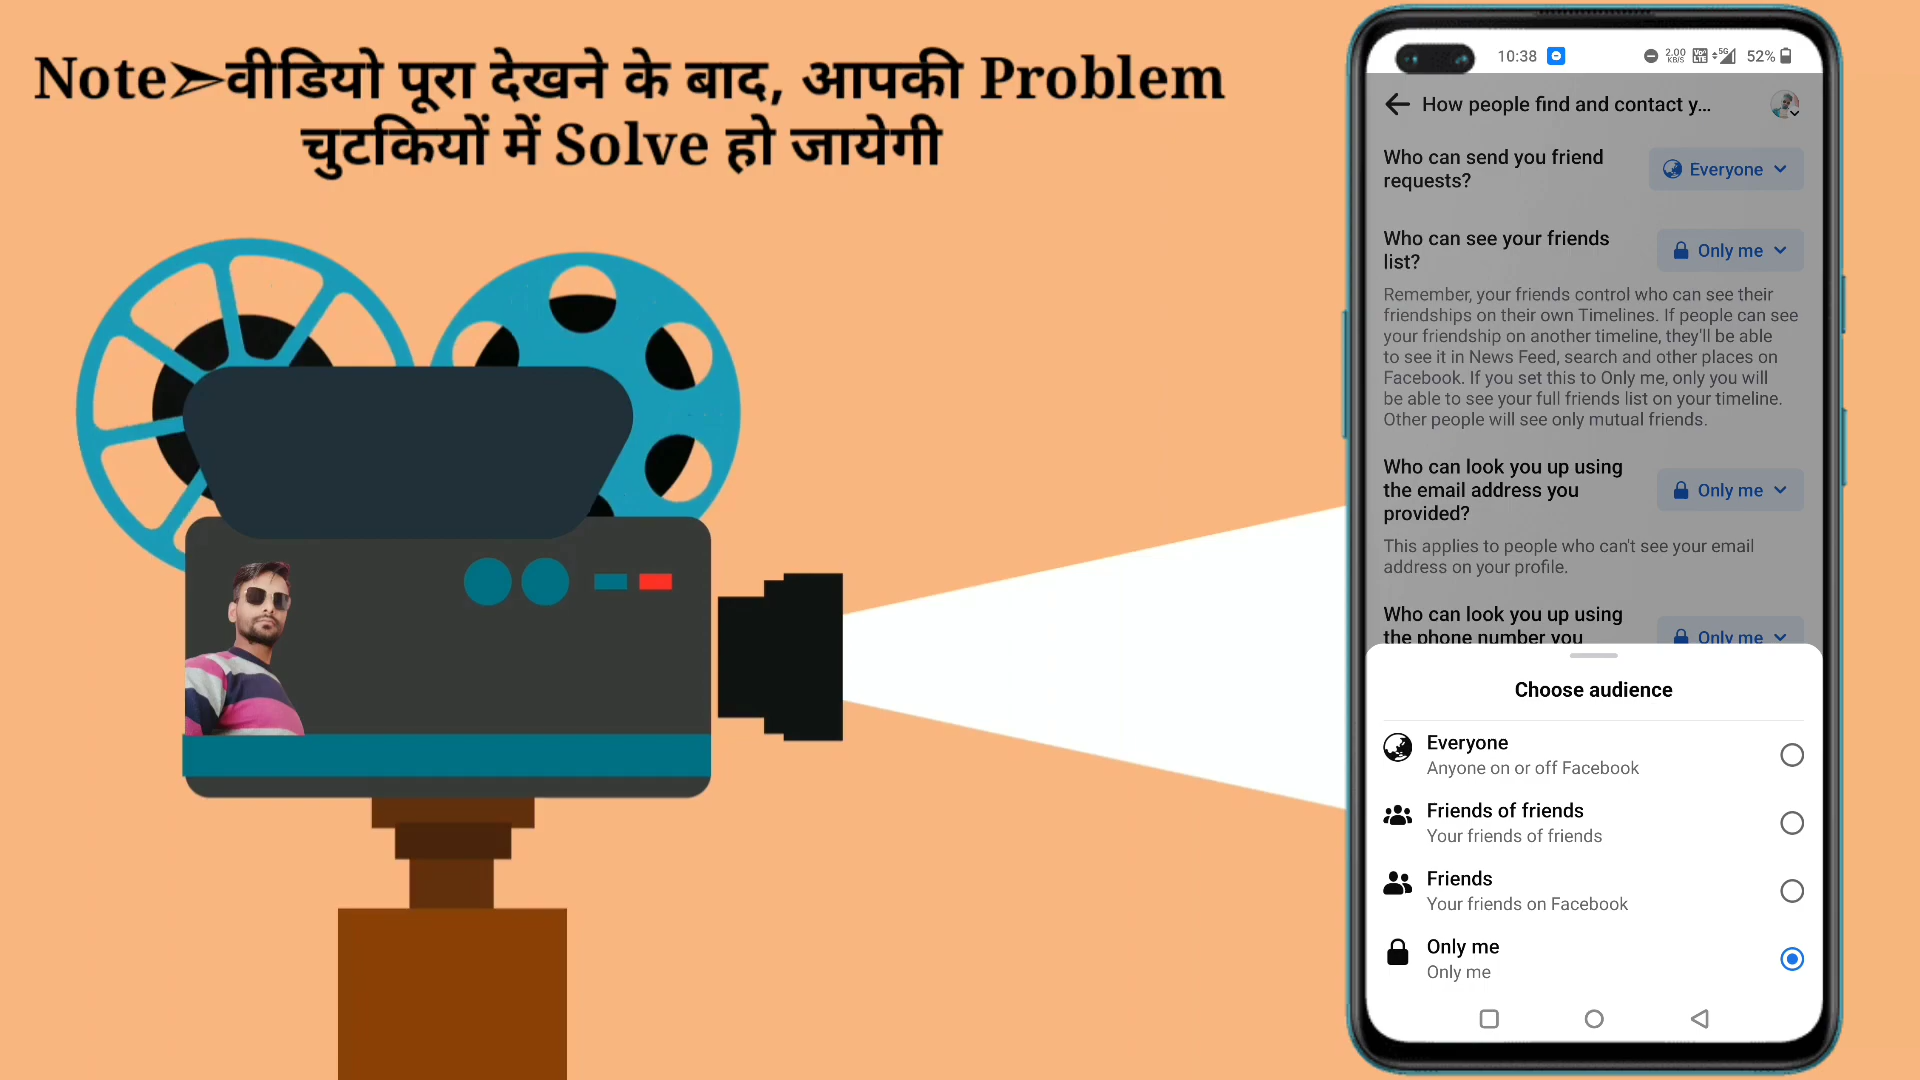 Note➢वीडियो पूरा देखने के बाद, आपकी Problem
चुटकियों में Solve हो जायेगी
10:38
2.00
KB/S
Vo
LTE
5G
52%
How people find and contact y...
Who can send you friend
requests?
Everyone
Who can see your friends
list?
Only me
Remember, your friends control who can see their
friendships on their own Timelines. If people can see
your friendship on another timeline, they'll be able
to see it in News Feed, search and other places on
Facebook. If you set this to Only me, only you will
be able to see your full friends list on your timeline.
Other people will see only mutual friends.
Who can look you up using
the email address you
provided?
Only me
This applies to people who can't see your email
address on your profile.
Who can look you up using
the phone number you
Only me
Choose audience
Everyone
Anyone on or off Facebook
Friends of friends
Your friends of friends
Friends
Your friends on Facebook
Only me
Only me